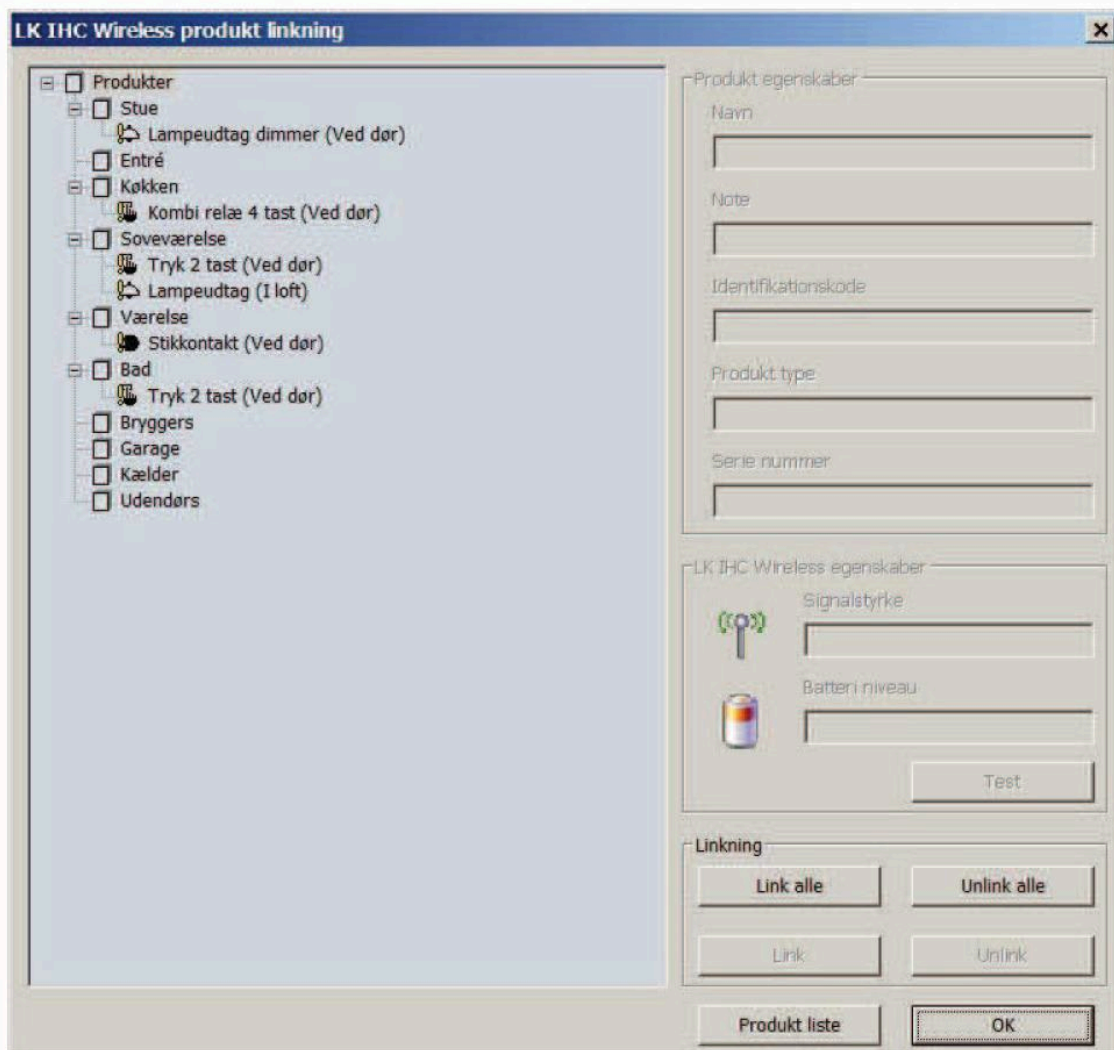 LK IHC Wireless produkt linkning
Produkter
Stue
Lampeudtag dimmer (Ved dør)
Entré
Køkken
Kombi relæ 4 tast (Ved dør)
Soveværelse
Tryk 2 tast (Ved dør)
Lampeudtag (I loft)
Værelse
Stikkontakt (Ved dør)
Bad
Tryk 2 tast (Ved dør)
Bryggers
Garage
Kælder
Udendørs
Produkt egenskaber
Navn
Note
Identifikationskode
Produkt type
Serie nummer
LK IHC Wireless egenskaber
Signalstyrke
Batteri niveau
Test
Linkning
Link alle
Unlink alle
Link
Unlink
Produkt liste
OK